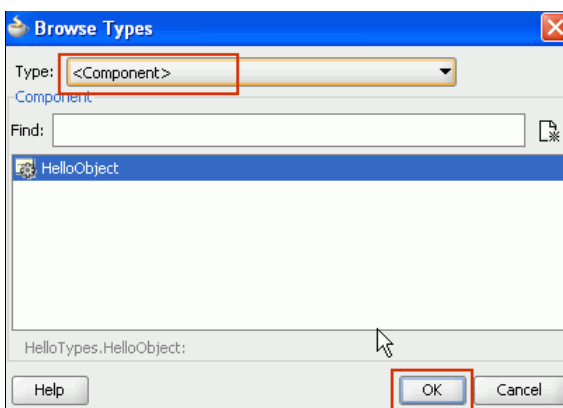 Browse Types
Type: <Component>
Component
Find:
HelloObject
HelloTypes.HelloObject:
Help OK Cancel